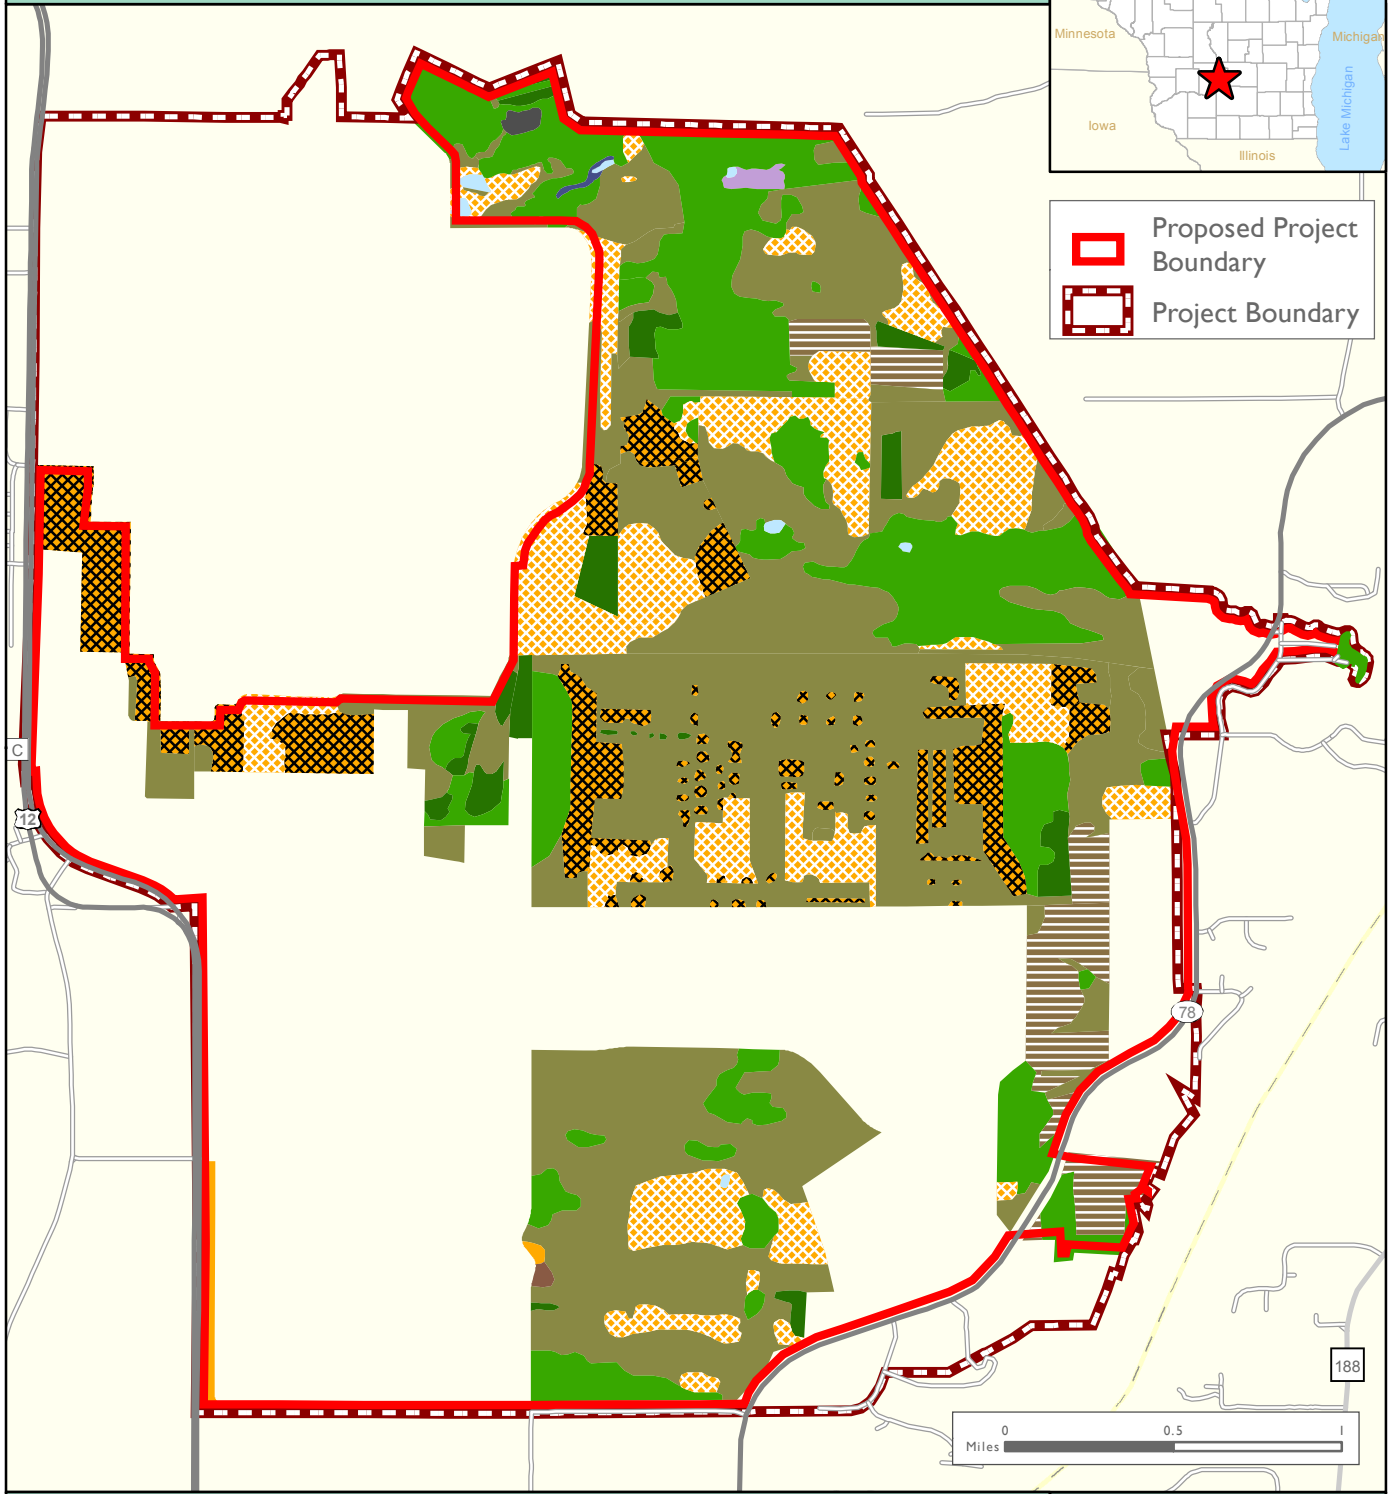 Minnesota
Michigan
Lake Michigan
Iowa
Illinois
Proposed Project
Boundary
Project Boundary
C
12
78
188
0
0.5
1
Miles